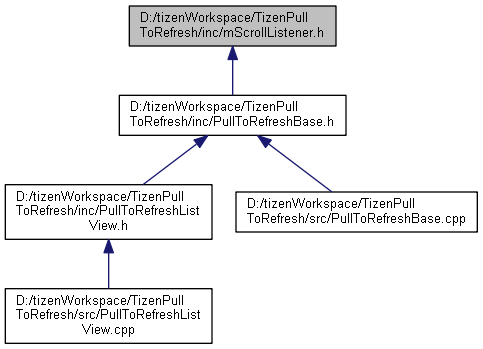 D:/tizenWorkspace/TizenPull
ToRefresh/inc/mScrollListener.h
D:/tizenWorkspace/TizenPull
ToRefresh/inc/PullToRefreshBase.h
D:/tizenWorkspace/TizenPull
ToRefresh/inc/PullToRefreshList
View.h
D:/tizenWorkspace/TizenPull
ToRefresh/src/PullToRefreshBase.cpp
D:/tizenWorkspace/TizenPull
ToRefresh/src/PullToRefreshList
View.cpp